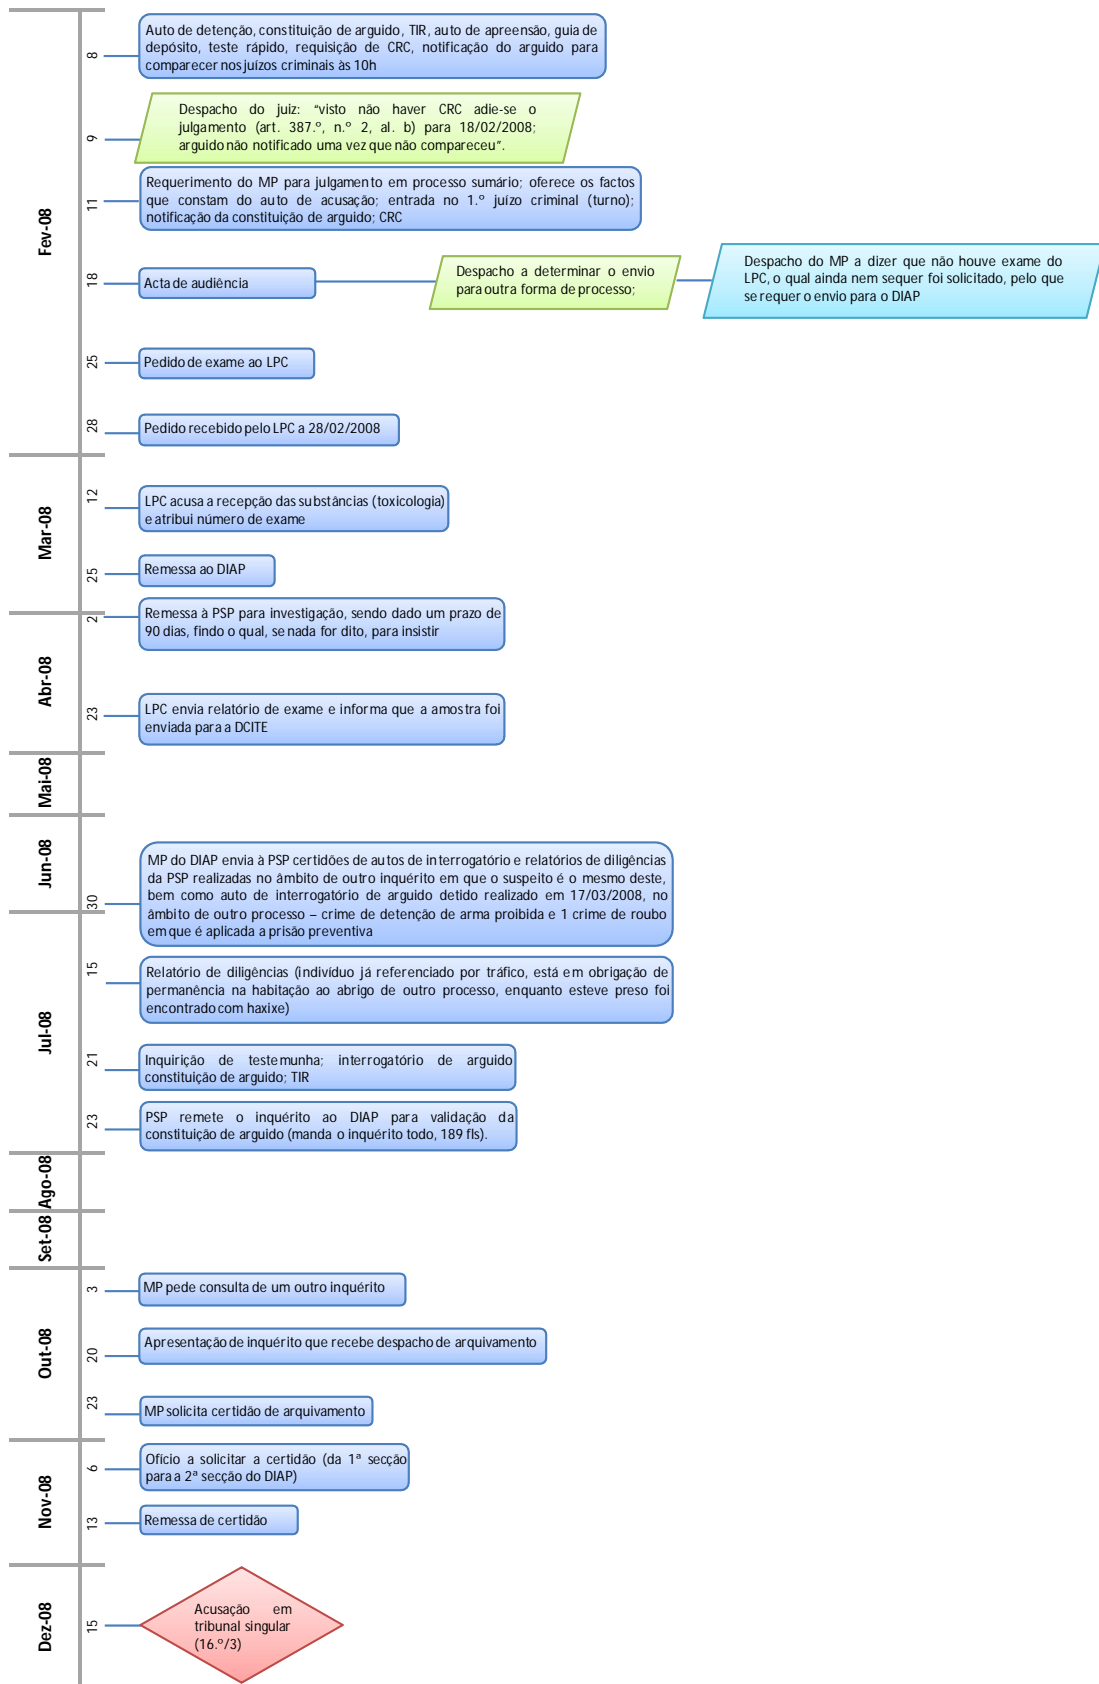 Fev-08
8
Auto de detenção, constituição de arguido, TIR, auto de apreensão, guia de
depósito, teste rápido, requisição de CRC, notificação do arguido para
comparecer nos juízos criminais às 10h
9
Despacho do juiz: “visto não haver CRC adie-se o
julgamento (art. 387.º, n.º 2, al. b) para 18/02/2008;
arguido não notificado uma vez que não compareceu”.
11
Requerimento do MP para julgamento em processo sumário; oferece os factos
que constam do auto de acusação; entrada no 1.º juízo criminal (turno);
notificação da constituição de arguido; CRC
18
Acta de audiência
Despacho a determinar o envio
para outra forma de processo;
Despacho do MP a dizer que não houve exame do
LPC, o qual ainda nem sequer foi solicitado, pelo que
se requer o envio para o DIAP
25
Pedido de exame ao LPC
28
Pedido recebido pelo LPC a 28/02/2008
Mar-08
12
LPC acusa a recepção das substâncias (toxicologia)
e atribui número de exame
25
Remessa ao DIAP
Abr-08
2
Remessa à PSP para investigação, sendo dado um prazo de
90 dias, findo o qual, se nada for dito, para insistir
23
LPC envia relatório de exame e informa que a amostra foi
enviada para a DCITE
Mai-08
Jun-08
30
MP do DIAP envia à PSP certidões de autos de interrogatório e relatórios de diligências
da PSP realizadas no âmbito de outro inquérito em que o suspeito é o mesmo deste,
bem como auto de interrogatório de arguido detido realizado em 17/03/2008, no
âmbito de outro processo – crime de detenção de arma proibida e 1 crime de roubo
em que é aplicada a prisão preventiva
Jul-08
15
Relatório de diligências (indivíduo já referenciado por tráfico, está em obrigação de
permanência na habitação ao abrigo de outro processo, enquanto esteve preso foi
encontrado com haxixe)
21
Inquirição de testemunha; interrogatório de arguido
constituição de arguido; TIR
23
PSP remete o inquérito ao DIAP para validação da
constituição de arguido (manda o inquérito todo, 189 fls).
Ago-08
Set-08
Out-08
3
MP pede consulta de um outro inquérito
20
Apresentação de inquérito que recebe despacho de arquivamento
23
MP solicita certidão de arquivamento
Nov-08
6
Ofício a solicitar a certidão (da 1ª secção
para a 2ª secção do DIAP)
13
Remessa de certidão
Dez-08
15
Acusação em
tribunal singular
(16.º/3)